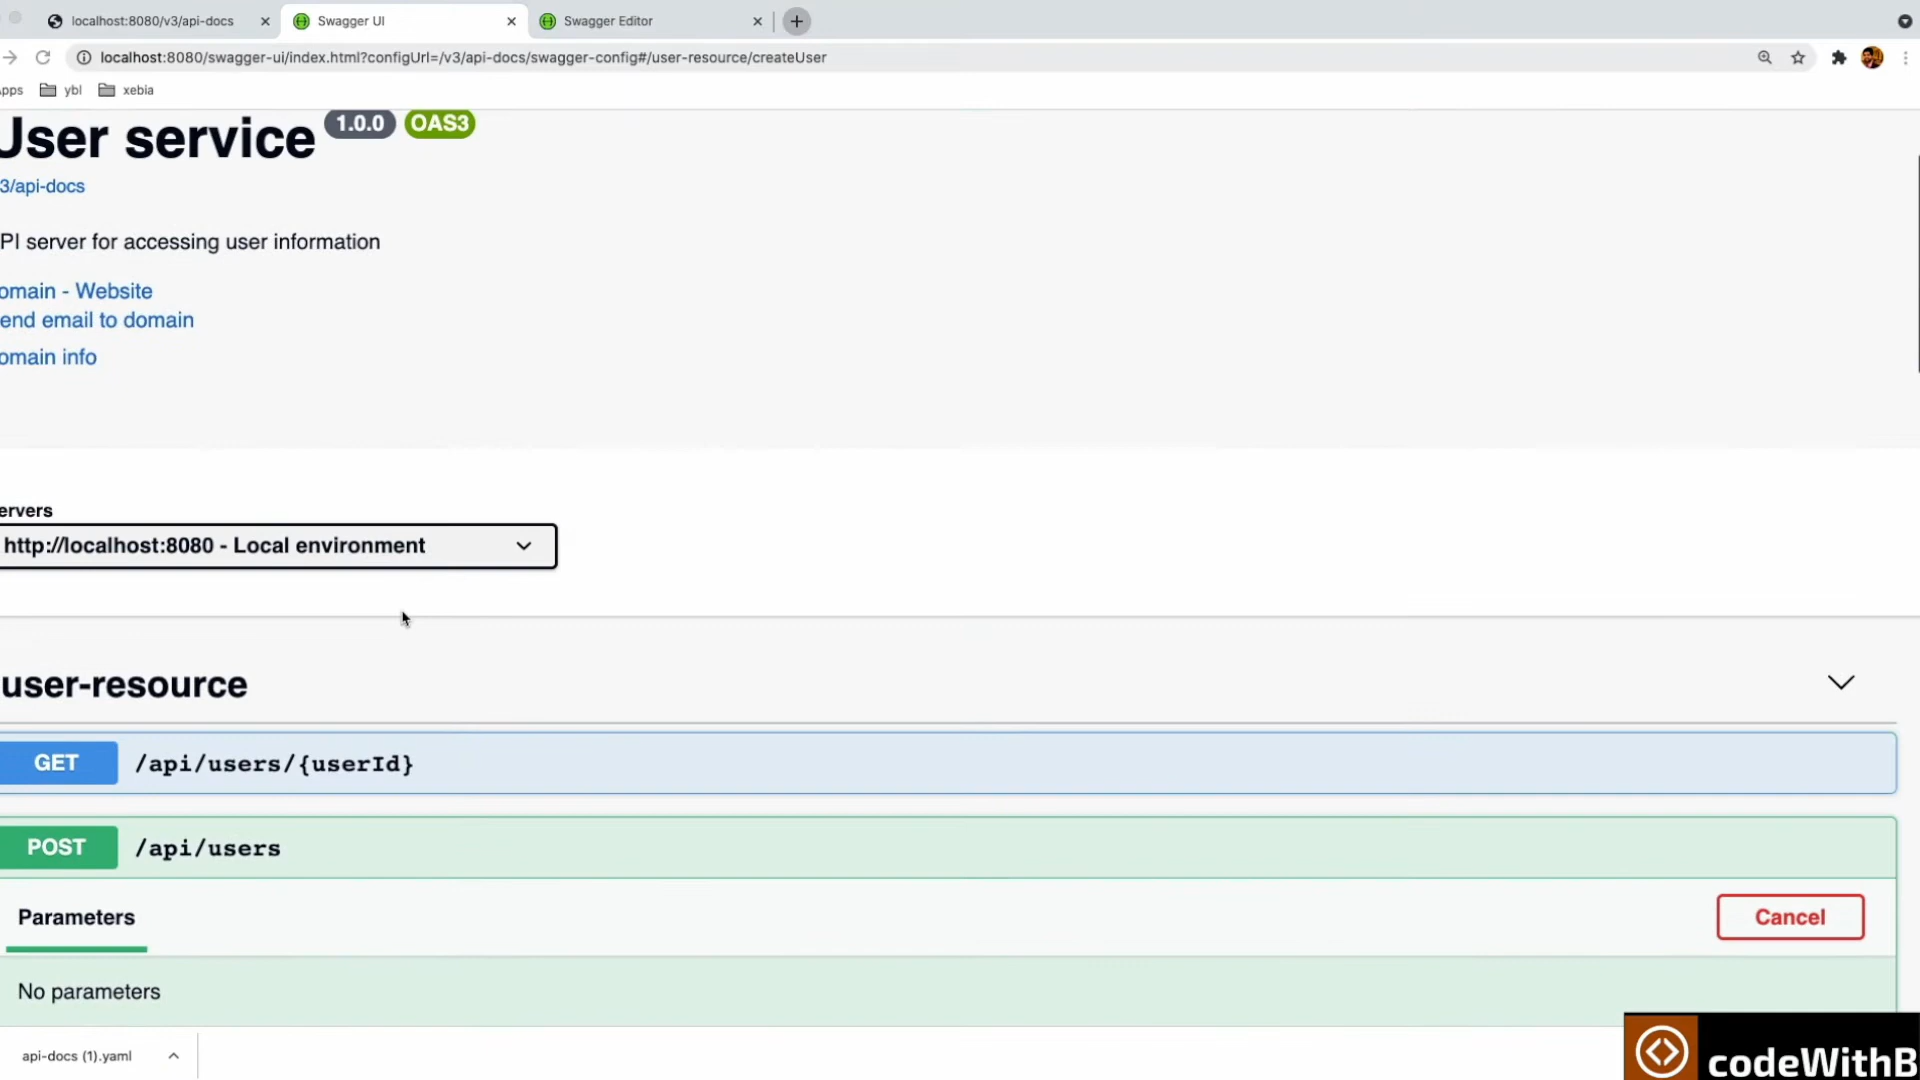 localhost:8080/v3/api-docs
Swagger UI
Swagger Editor
localhost:8080/swagger-ui/index.html?configUrl=/v3/api-docs/swagger-config#/user-resource/createUser
pps
ybl
xebia
User service 1.0.0 OAS3
3/api-docs
PI server for accessing user information
omain - Website
end email to domain
omain info
ervers
http://localhost:8080 - Local environment
user-resource
GET /api/users/{userId}
POST /api/users
Parameters
Cancel
No parameters
api-docs (1).yaml
codeWithB